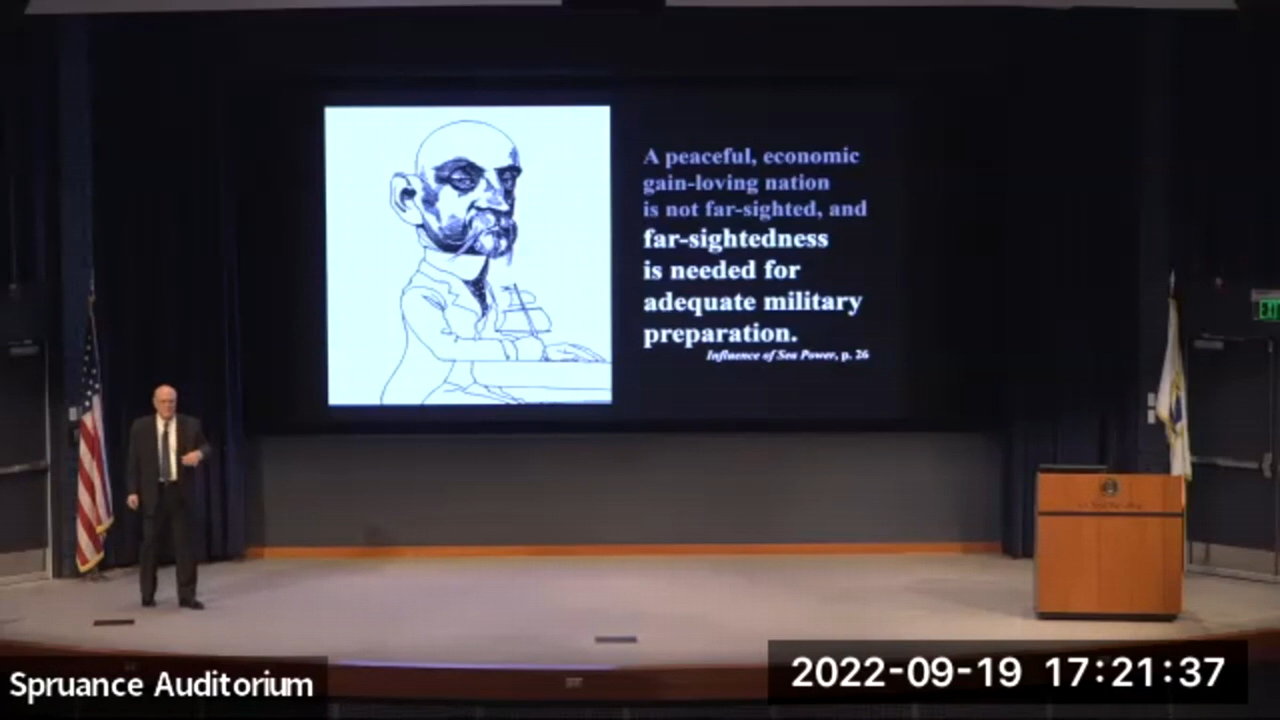 A peaceful, economic
gain-loving nation
is not far-sighted, and
far-sightedness
is needed for
adequate military
preparation.
Influence of Sea Power, p. 26
EXI
Spruance Auditorium
2022-09-19 17:21:37